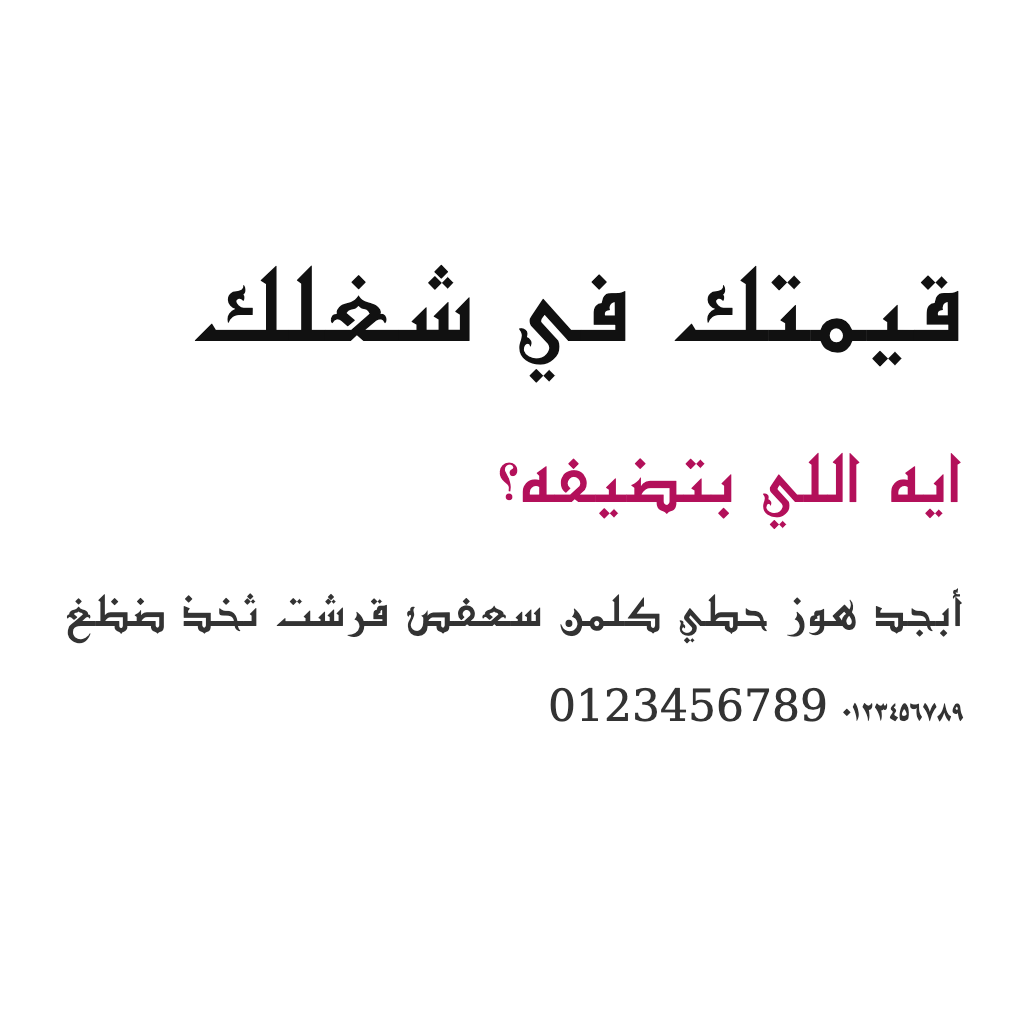 قيمتك في شغلك
ايه اللي بتضيفه؟
أبجد هوز حطي كلمن سعفص قرشت ثخذ ضظغ
٠١٢٣٤٥٦٧٨٩ 0123456789